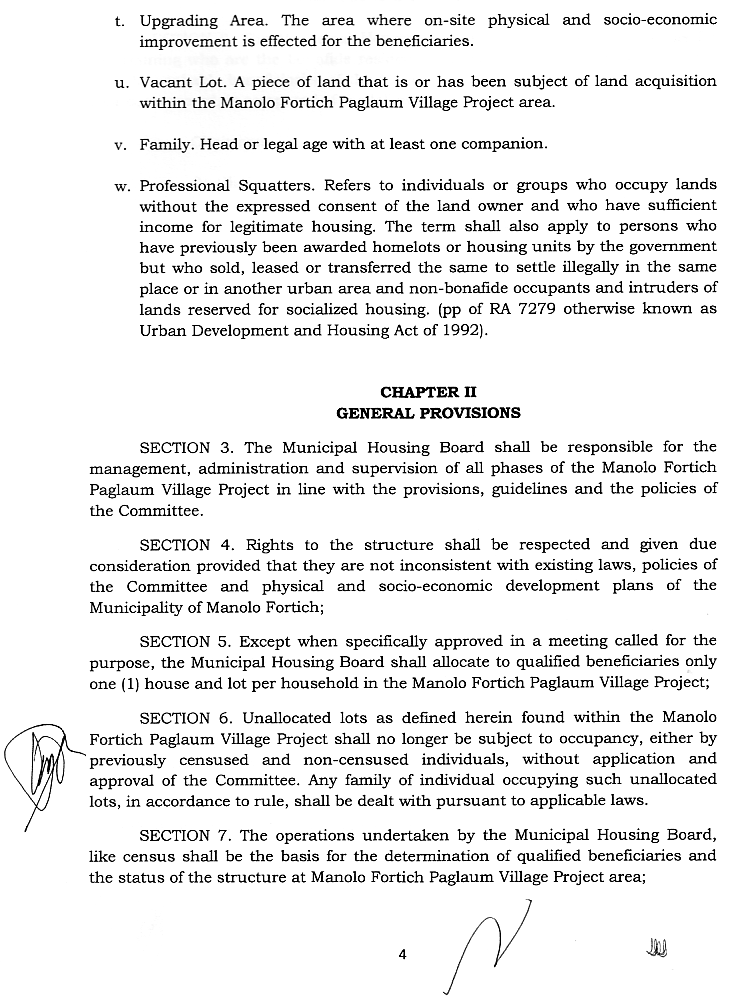 t. Upgrading Area. The area where on-site physical and socio-economic
improvement is effected for the beneficiaries.
u. Vacant Lot. A piece of land that is or has been subject of land acquisition
within the Manolo Fortich Paglaum Village Project area.
v. Family. Head or legal age with at least one companion.
w. Professional Squatters. Refers to individuals or groups who occupy lands
without the expressed consent of the land owner and who have sufficient
income for legitimate housing. The term shall also apply to persons who
have previously been awarded homelots or housing units by the government
but who sold, leased or transferred the same to settle illegally in the same
place or in another urban area and non-bonafide occupants and intruders of
lands reserved for socialized housing. (pp of RA 7279 otherwise known as
Urban Development and Housing Act of 1992).
CHAPTER II
GENERAL PROVISIONS
SECTION 3. The Municipal Housing Board shall be responsible for the
management, administration and supervision of all phases of the Manolo Fortich
Paglaum Village Project in line with the provisions, guidelines and the policies of
the Committee.
SECTION 4. Rights to the structure shall be respected and given due
consideration provided that they are not inconsistent with existing laws, policies of
the Committee and physical and socio-economic development plans of the
Municipality of Manolo Fortich;
SECTION 5. Except when specifically approved in a meeting called for the
purpose, the Municipal Housing Board shall allocate to qualified beneficiaries only
one (1) house and lot per household in the Manolo Fortich Paglaum Village Project;
SECTION 6. Unallocated lots as defined herein found within the Manolo
Fortich Paglaum Village Project shall no longer be subject to occupancy, either by
previously censused and non-censused individuals, without application and
approval of the Committee. Any family of individual occupying such unallocated
lots, in accordance to rule, shall be dealt with pursuant to applicable laws.
SECTION 7. The operations undertaken by the Municipal Housing Board,
like census shall be the basis for the determination of qualified beneficiaries and
the status of the structure at Manolo Fortich Paglaum Village Project area;
4